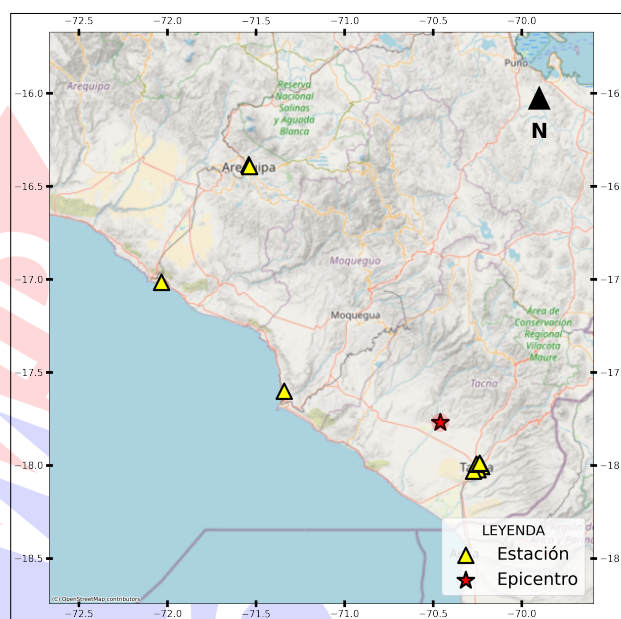 −72.5 −72.0 −71.5 −71.0 −70.5 −70.0
Puno
Arequipa
Reserva
Nacional
Salinas
y Aguada
Blanca
−16.0 −16
N
Arequipa
−16.5 −16
Moquegua
−17.0 −17
Moquegua
Área de
Conservación
Regional
Vilacota
Maure
Tacna
−17.5 −17
−18.0 −18
LEYENDA
Estación
Epicentro
−18.5 −18
(C) OpenStreetMap contributors
−72.5 −72.0 −71.5 −71.0 −70.5 −70.0